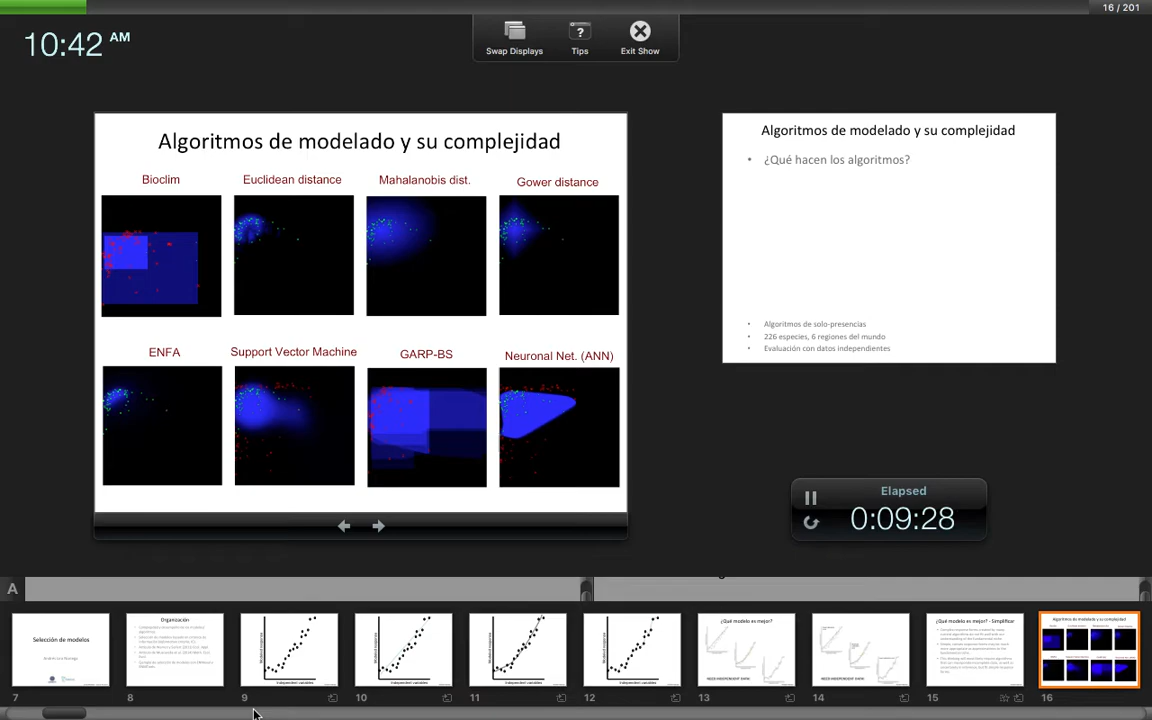 16 / 201
10:42 AM
Swap Displays
Tips
Exit Show
Algoritmos de modelado y su complejidad
Bioclim
Euclidean distance
Mahalanobis dist.
Gower distance
ENFA
Support Vector Machine
GARP-BS
Neuronal Net. (ANN)
Algoritmos de modelado y su complejidad
• ¿Qué hacen los algoritmos?
• Algoritmos de solo-presencias
• 226 especies, 6 regiones del mundo
• Evaluación con datos independientes
Elapsed
0:09:28
A
Selección de modelos
Organización
¿Qué modelo es mejor?
¿Qué modelo es mejor? - Simplificar
Algoritmos de modelado y su complejidad
7
8
9
10
11
12
13
14
15
16